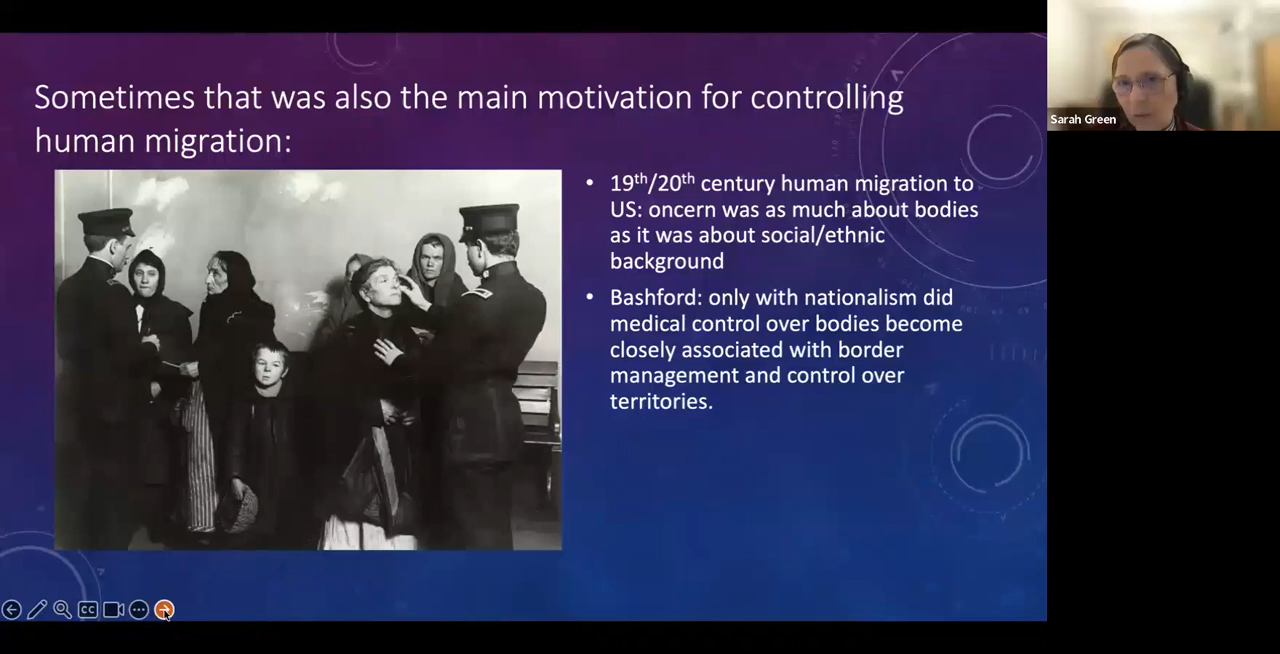 Sometimes that was also the main motivation for controlling
human migration:
• 19th/20th century human migration to
US: oncern was as much about bodies
as it was about social/ethnic
background
• Bashford: only with nationalism did
medical control over bodies become
closely associated with border
management and control over
territories.
Sarah Green
CC